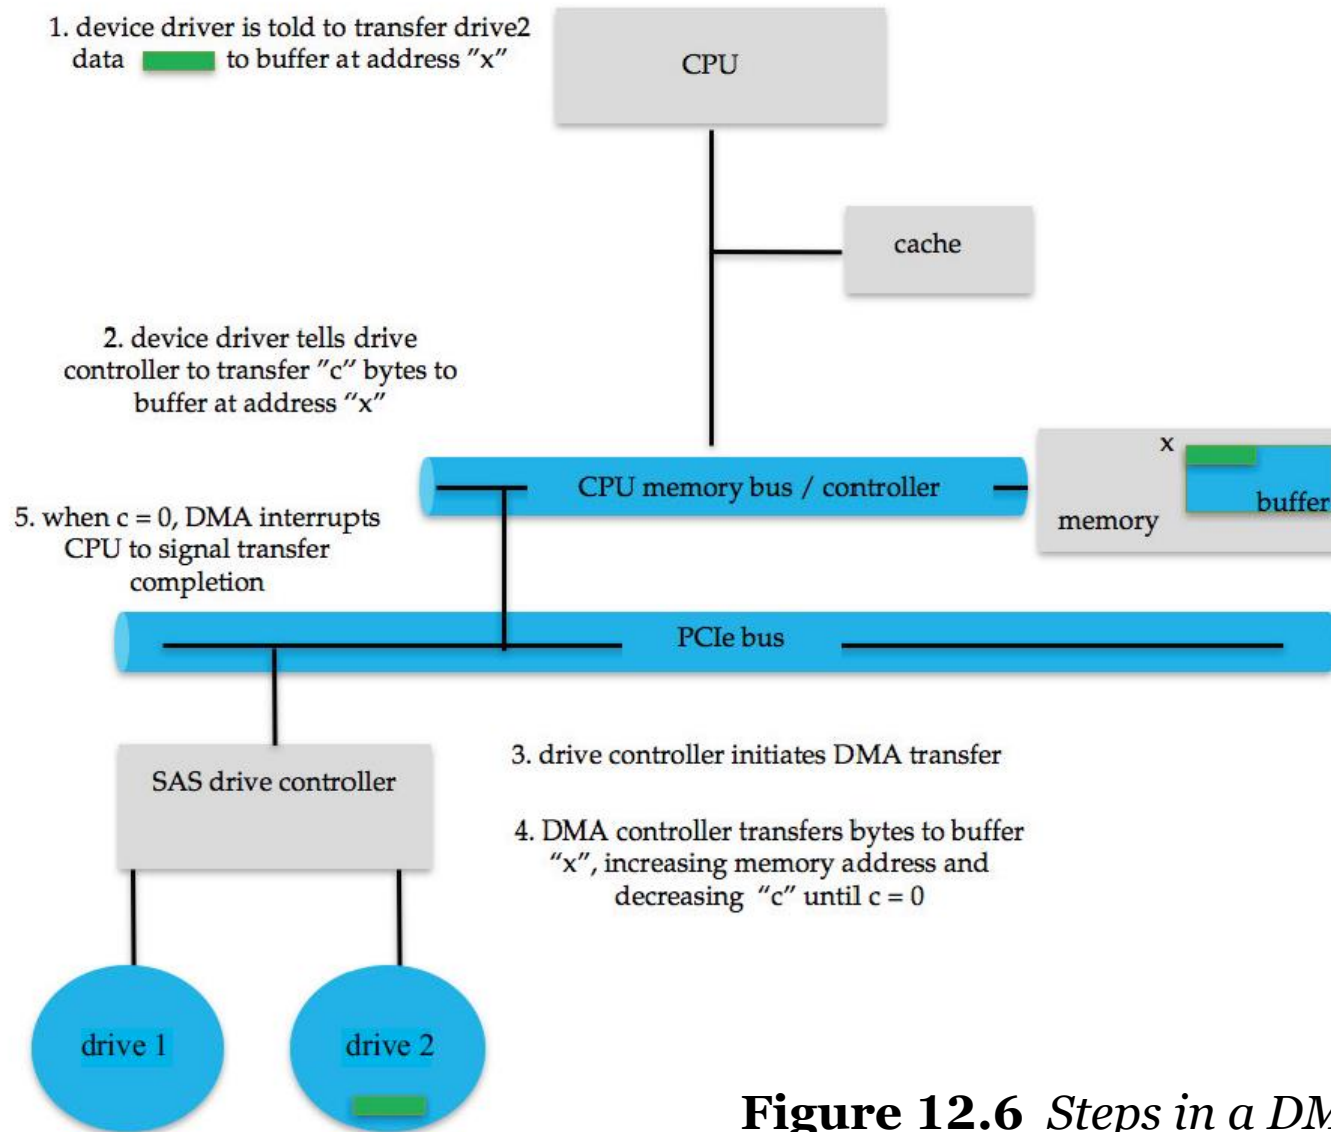 1. device driver is told to transfer drive2
data to buffer at address ”x”
CPU
cache
2. device driver tells drive
controller to transfer ”c” bytes to
buffer at address “x”
x
buffer
memory
CPU memory bus / controller
5. when c = 0, DMA interrupts
CPU to signal transfer
completion
PCIe bus
3. drive controller initiates DMA transfer
SAS drive controller
4. DMA controller transfers bytes to buffer
“x”, increasing memory address and
decreasing “c” until c = 0
drive 1
drive 2
Figure 12.6 Steps in a DM